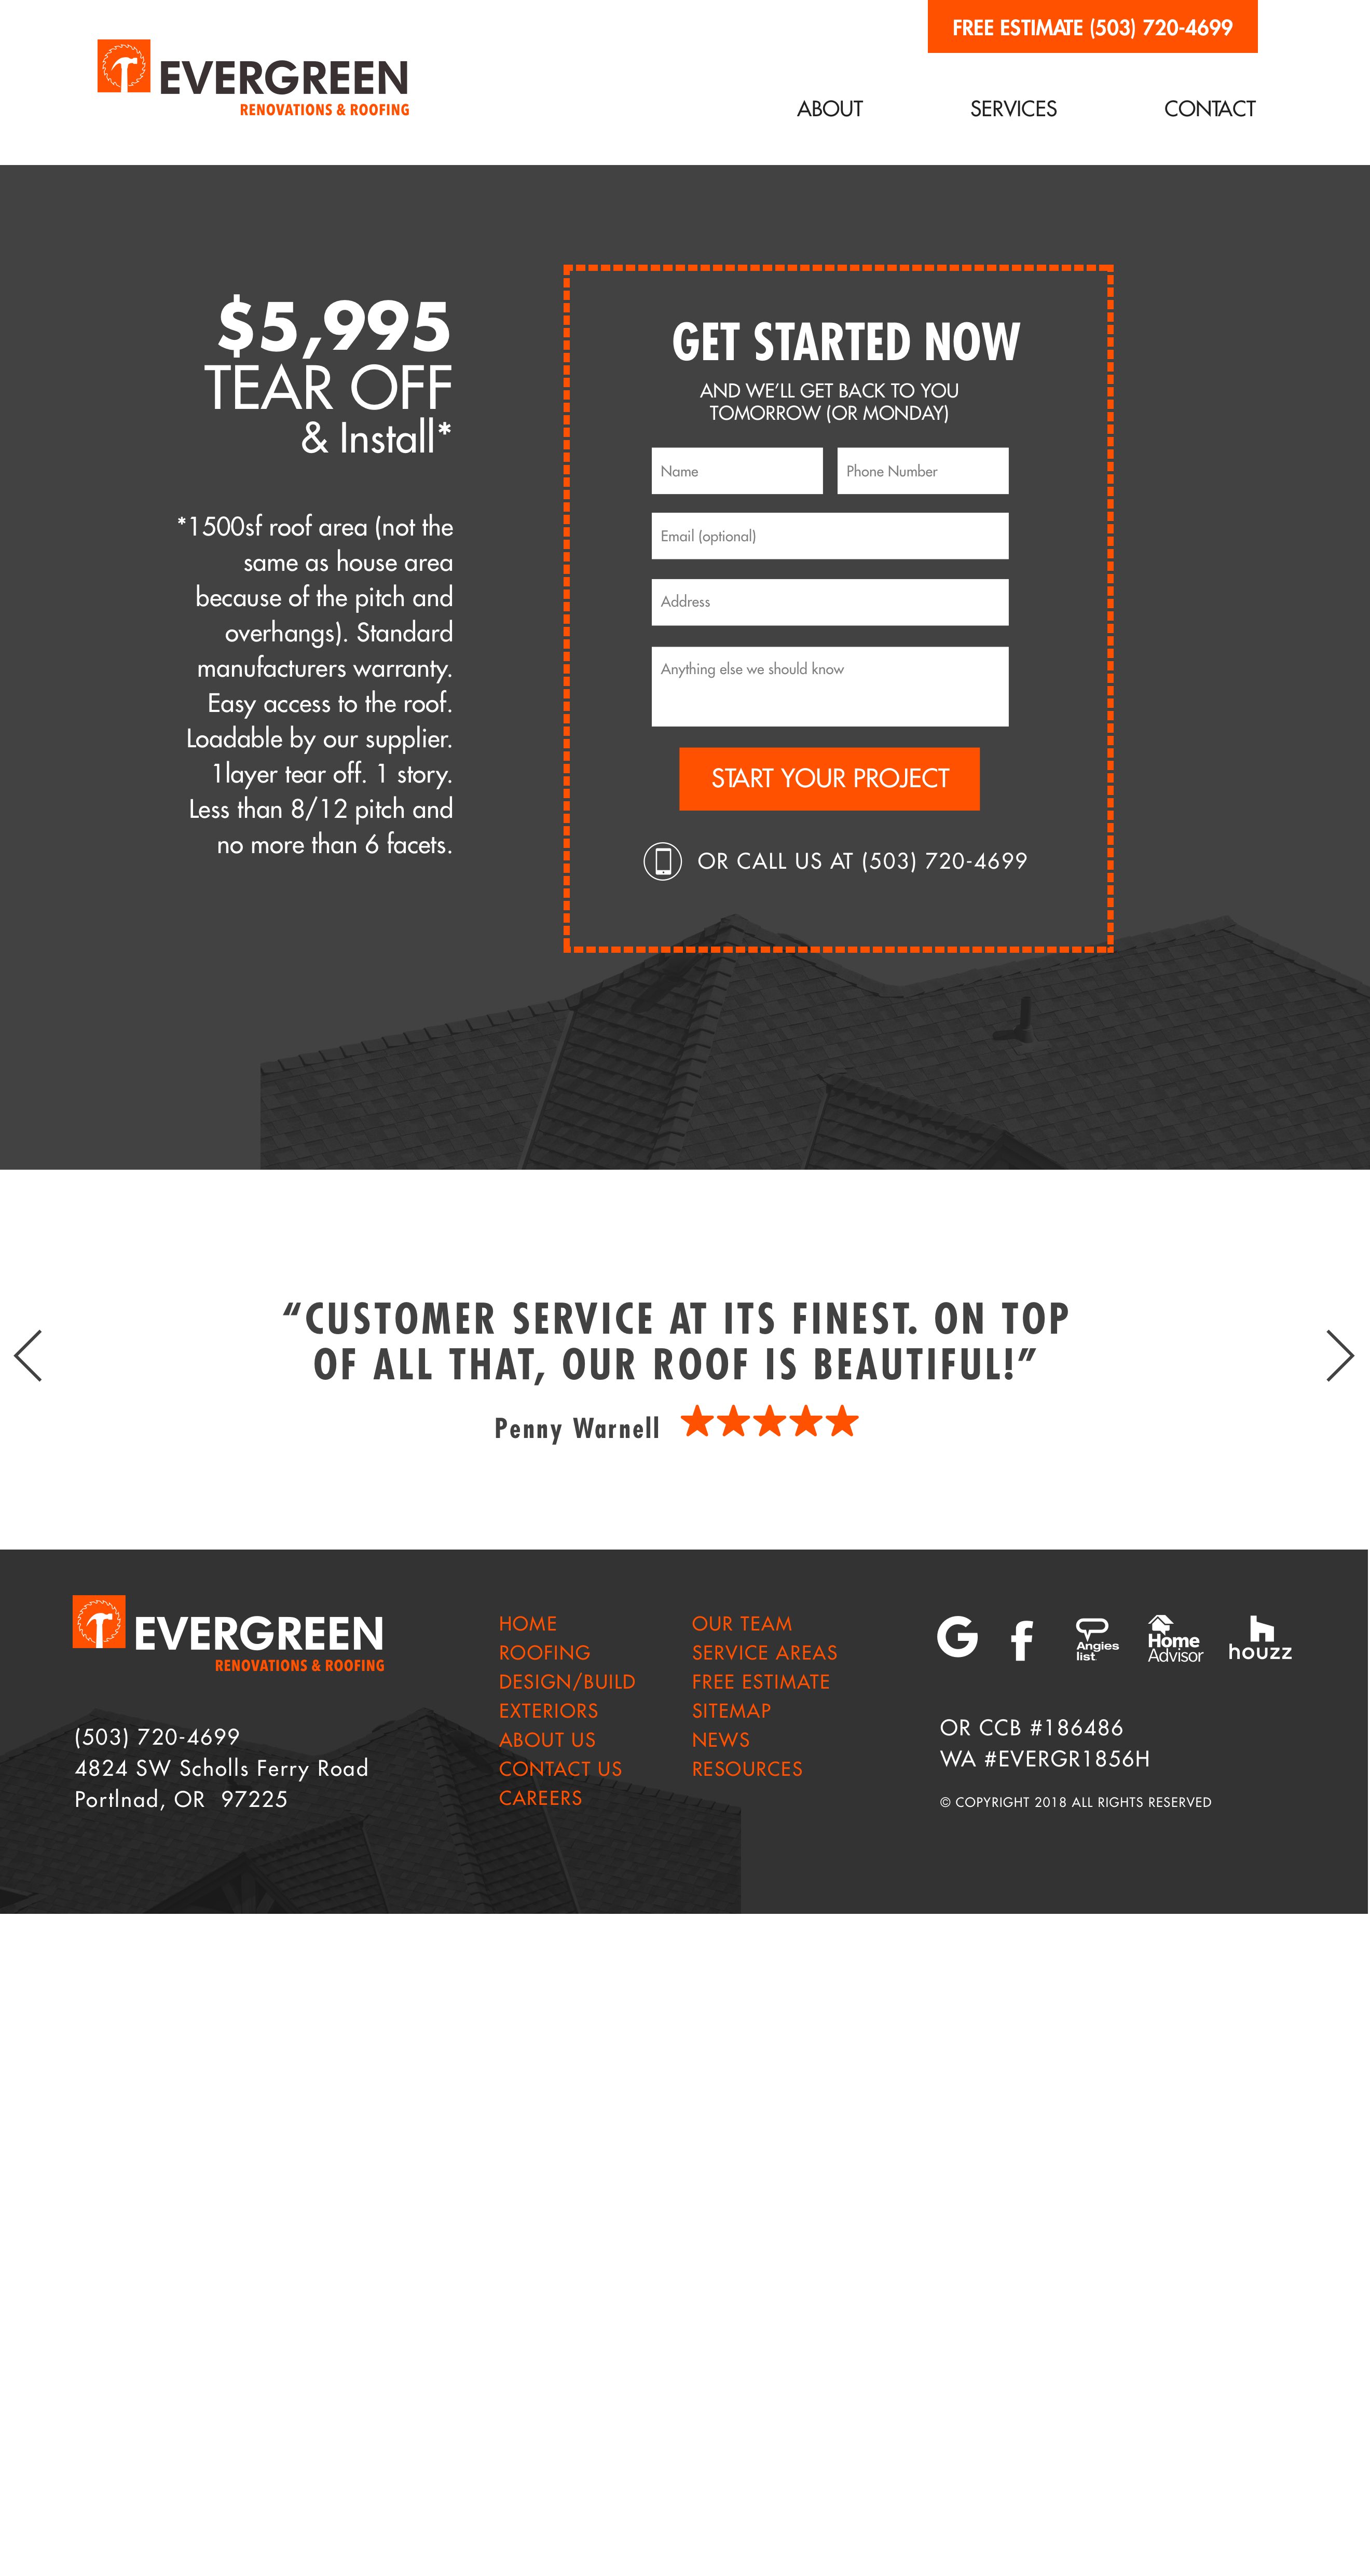 FREE ESTIMATE (503) 720-4699
EVERGREEN
RENOVATIONS & ROOFING
ABOUT
SERVICES
CONTACT
$5,995
TEAR OFF
& Install*
*1500sf roof area (not the
same as house area
because of the pitch and
overhangs). Standard
manufacturers warranty.
Easy access to the roof.
Loadable by our supplier.
1layer tear off. 1 story.
Less than 8/12 pitch and
no more than 6 facets.
GET STARTED NOW
AND WE’LL GET BACK TO YOU
TOMORROW (OR MONDAY)
Name
Phone Number
Email (optional)
Address
Anything else we should know
START YOUR PROJECT
OR CALL US AT (503) 720-4699
“CUSTOMER SERVICE AT ITS FINEST. ON TOP
OF ALL THAT, OUR ROOF IS BEAUTIFUL!”
Penny Warnell
EVERGREEN
RENOVATIONS & ROOFING
(503) 720-4699
4824 SW Scholls Ferry Road
Portlnad, OR  97225
HOME
ROOFING
DESIGN/BUILD
EXTERIORS
ABOUT US
CONTACT US
CAREERS
OUR TEAM
SERVICE AREAS
FREE ESTIMATE
SITEMAP
NEWS
RESOURCES
G
f
Angies
list
Home
Advisor
houzz
OR CCB #186486
WA #EVERGR1856H
© COPYRIGHT 2018 ALL RIGHTS RESERVED